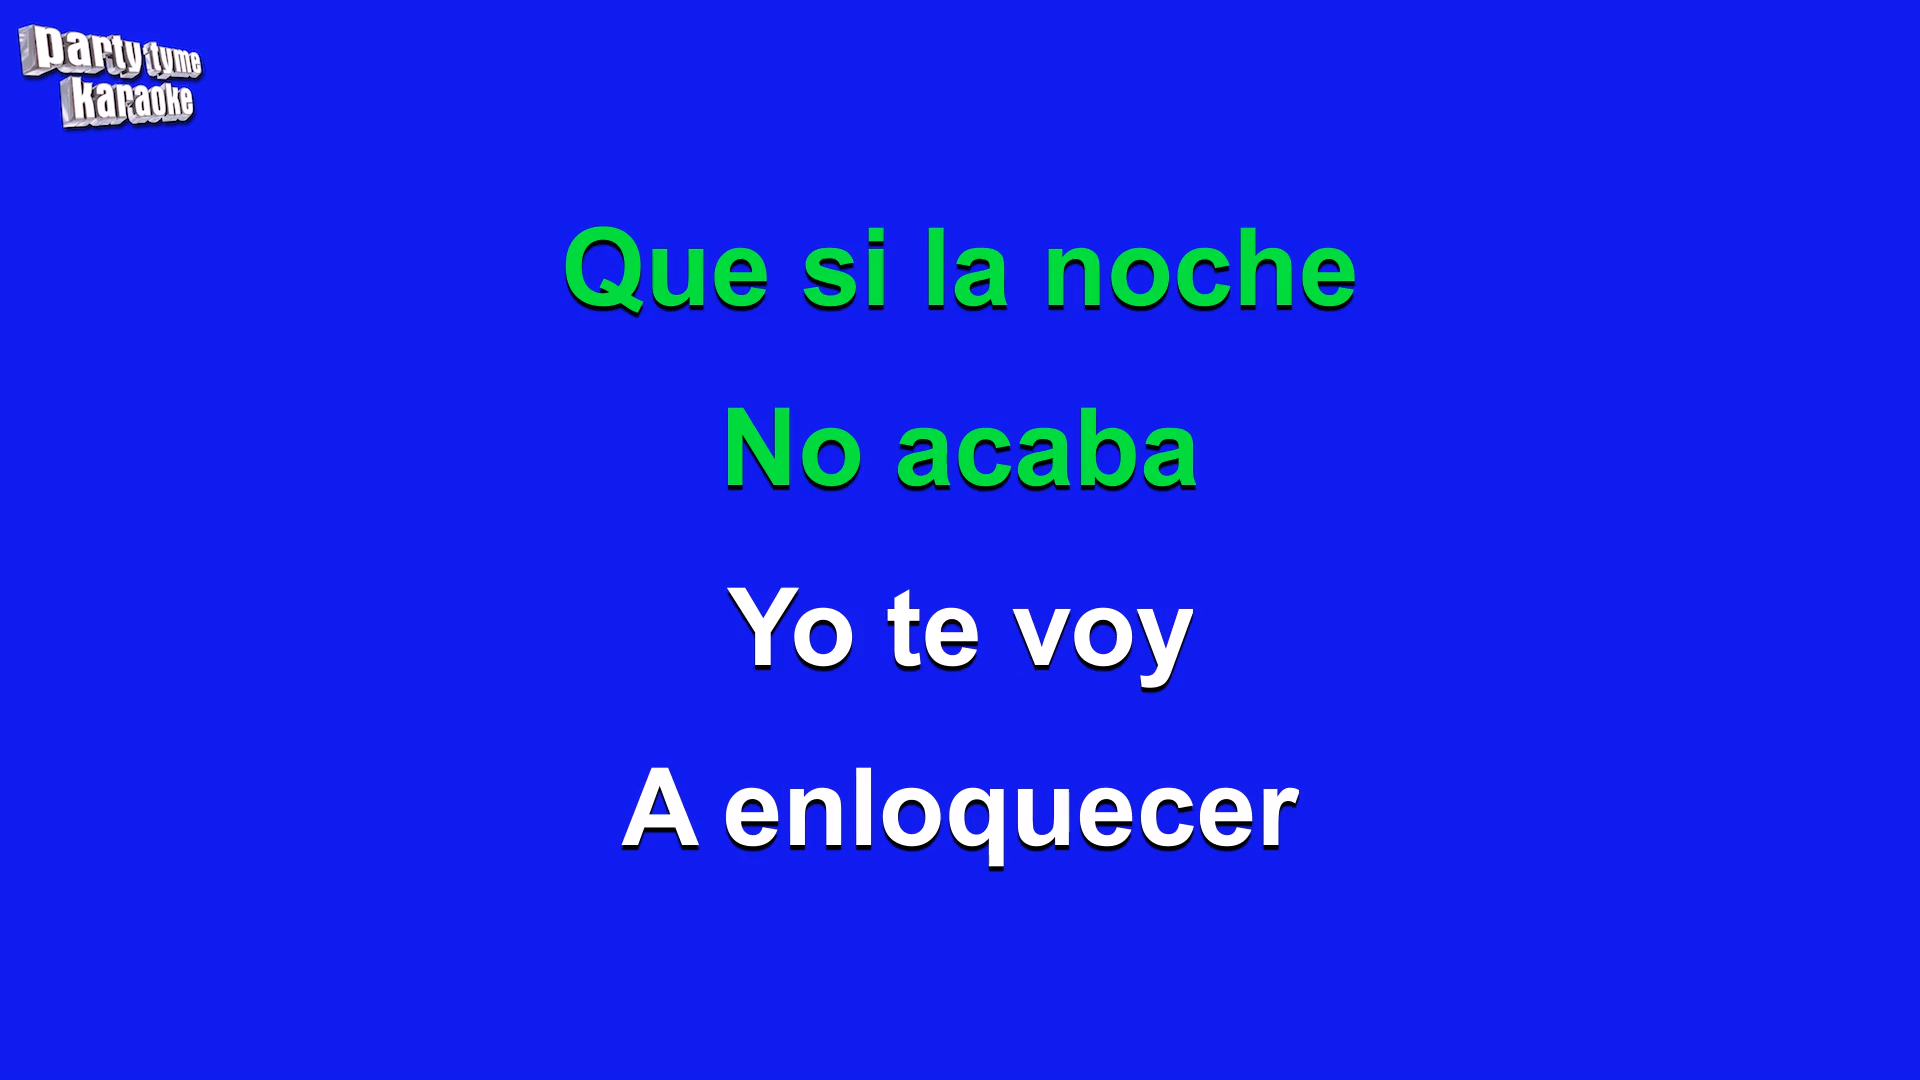 party tyme
karaoke
Que si la noche
No acaba
Yo te voy
A enloquecer